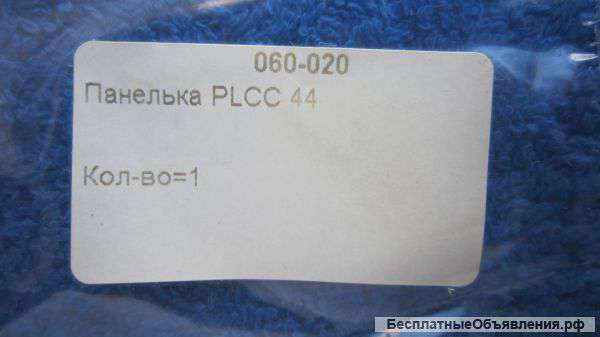 060-020
Панелька PLCC 44
Кол-во=1
БесплатныеОбъявления.рф